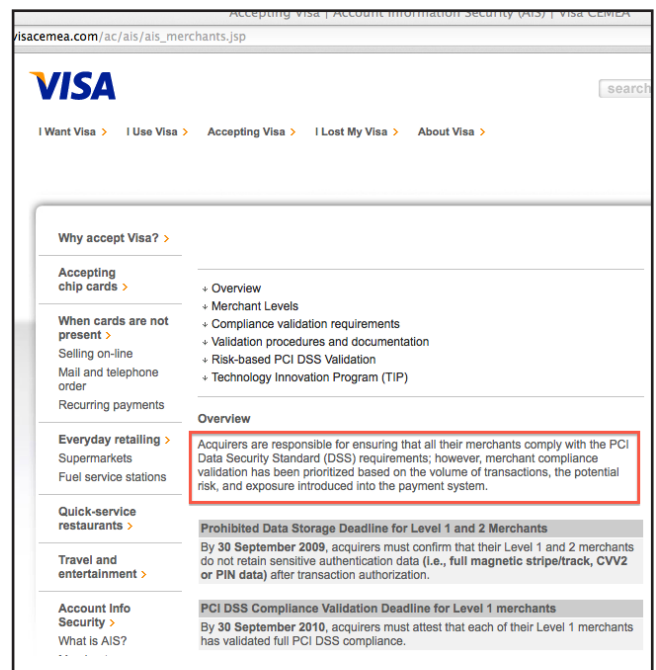 Accepting Visa | Account Information Security (AIS) | Visa CEMEA
visacemea.com/ac/ais/ais_merchants.jsp
VISA
search
I Want Visa > I Use Visa > Accepting Visa > I Lost My Visa > About Visa >
Why accept Visa? >
Accepting
chip cards >
When cards are not
present >
Selling on-line
Mail and telephone
order
Recurring payments
Everyday retailing >
Supermarkets
Fuel service stations
Quick-service
restaurants >
Travel and
entertainment >
Account Info
Security >
What is AIS?
↓ Overview
↓ Merchant Levels
↓ Compliance validation requirements
↓ Validation procedures and documentation
↓ Risk-based PCI DSS Validation
↓ Technology Innovation Program (TIP)
Overview
Acquirers are responsible for ensuring that all their merchants comply with the PCI
Data Security Standard (DSS) requirements; however, merchant compliance
validation has been prioritized based on the volume of transactions, the potential
risk, and exposure introduced into the payment system.
Prohibited Data Storage Deadline for Level 1 and 2 Merchants
By 30 September 2009, acquirers must confirm that their Level 1 and 2 merchants
do not retain sensitive authentication data (i.e., full magnetic stripe/track, CVV2
or PIN data) after transaction authorization.
PCI DSS Compliance Validation Deadline for Level 1 merchants
By 30 September 2010, acquirers must attest that each of their Level 1 merchants
has validated full PCI DSS compliance.